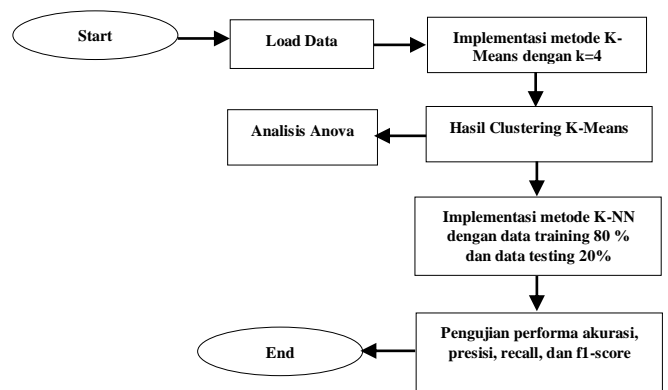 Start
Load Data
Implementasi metode K-
Means dengan k=4
Analisis Anova
Hasil Clustering K-Means
Implementasi metode K-NN
dengan data training 80 %
dan data testing 20%
End
Pengujian performa akurasi,
presisi, recall, dan f1-score